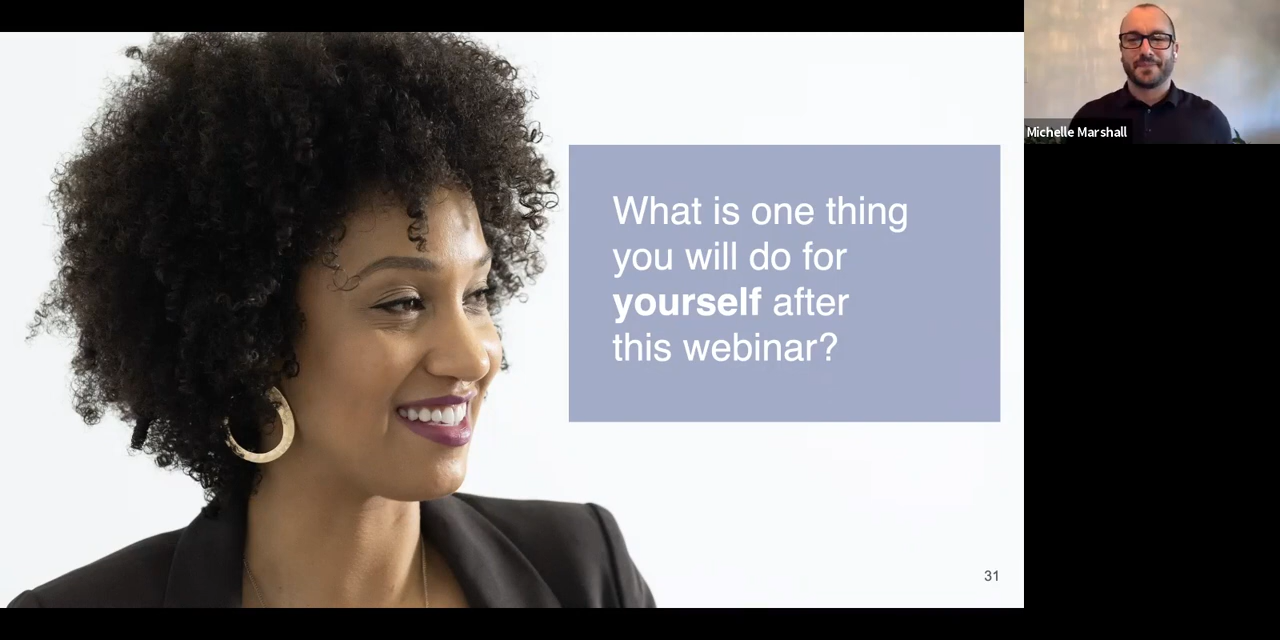 What is one thing
you will do for
yourself after
this webinar?
31
Michelle Marshall